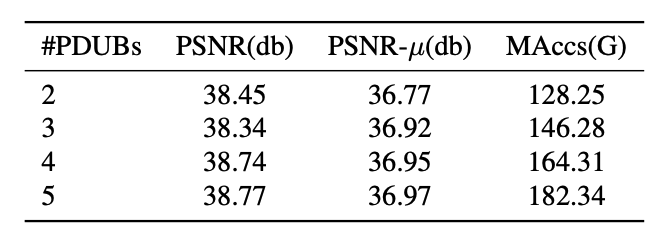 #PDUBs PSNR(db) PSNR-μ(db) MAccs(G)
2 38.45 36.77 128.25
3 38.34 36.92 146.28
4 38.74 36.95 164.31
5 38.77 36.97 182.34